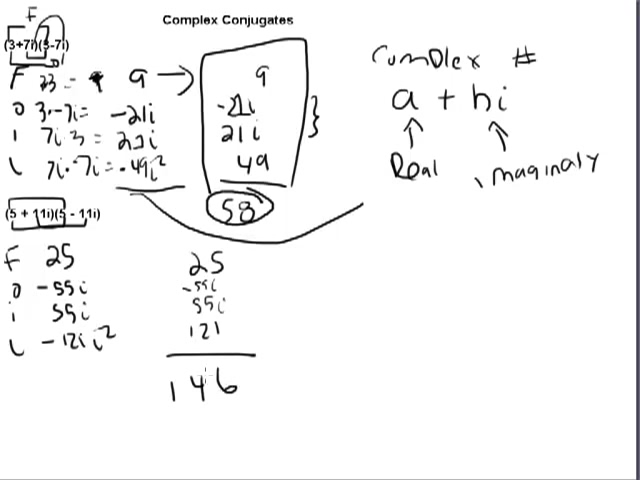 Complex Conjugates
F
(3+7i)(3-7i)
Complex #
a + bi
Real
imaginary
F 3·3 = 9 9 → 9
O 3·-7i = -21i -21i
I 7i·3 = 21i 21i
L 7i·-7i = -49i² 49
58
(5 + 11i)(5 - 11i)
F 25 25
O -55i -55i
i 55i 55i
L -121i² 121
146